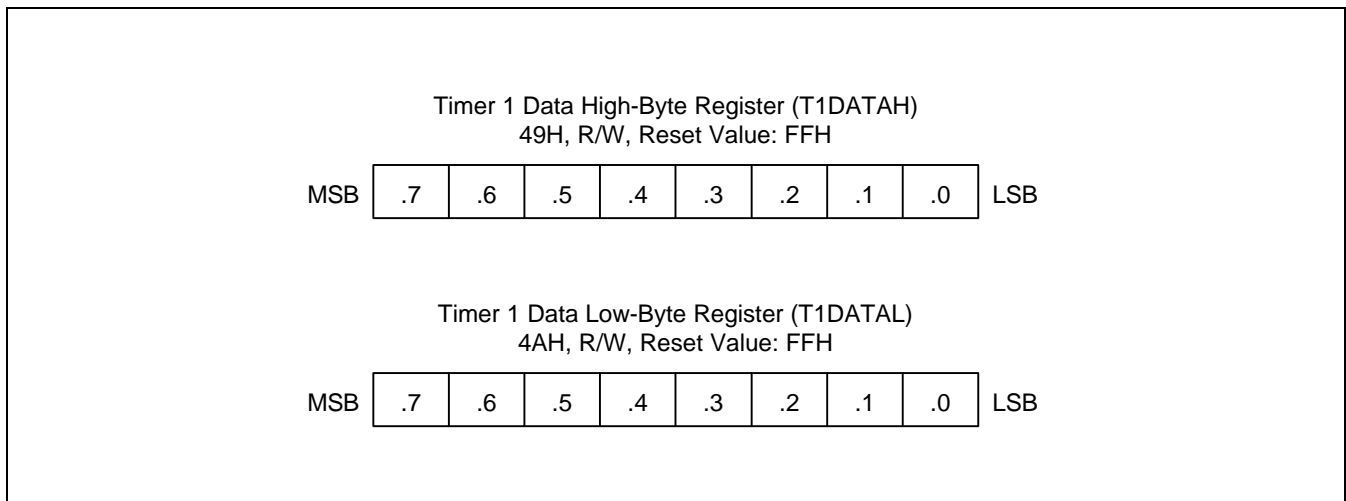 Timer 1 Data High-Byte Register (T1DATAH)
49H, R/W, Reset Value: FFH
MSB .7 .6 .5 .4 .3 .2 .1 .0 LSB
Timer 1 Data Low-Byte Register (T1DATAL)
4AH, R/W, Reset Value: FFH
MSB .7 .6 .5 .4 .3 .2 .1 .0 LSB